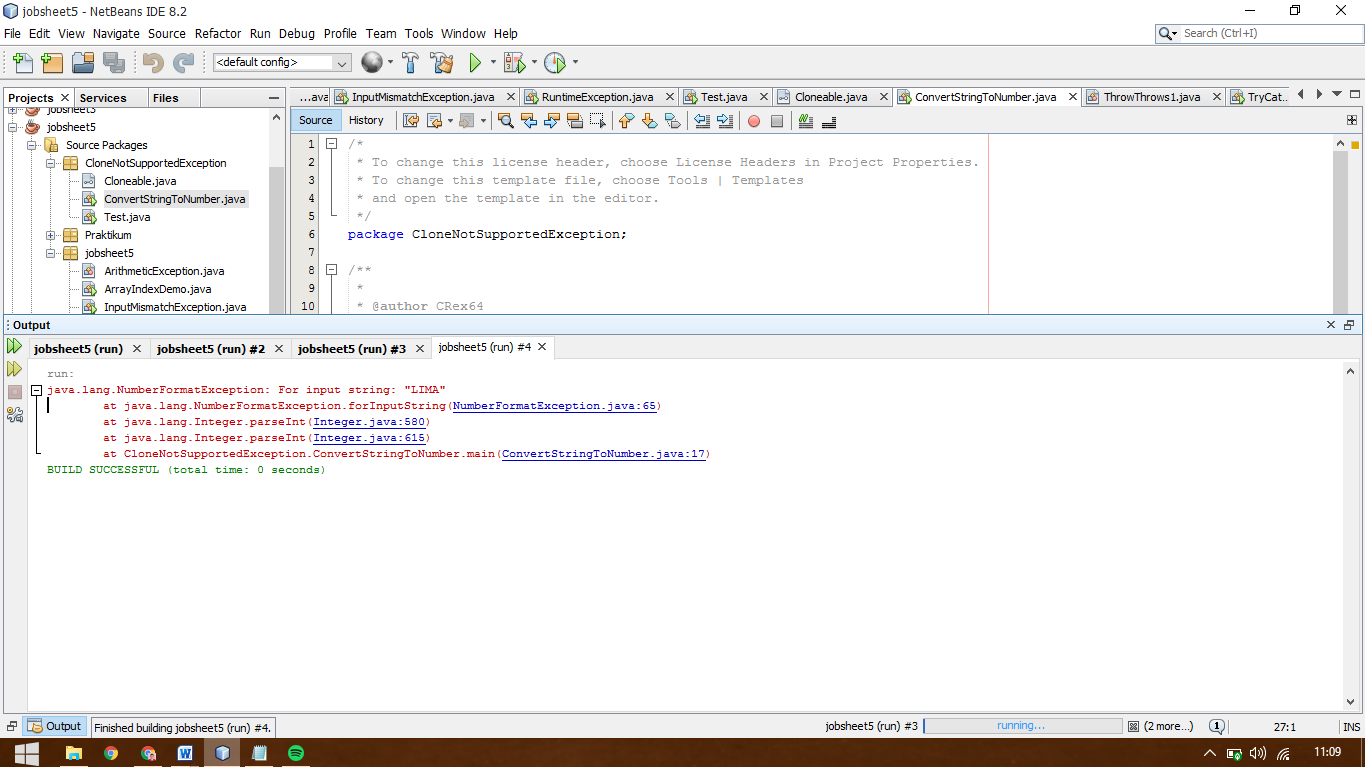 jobsheet5 - NetBeans IDE 8.2
File Edit View Navigate Source Refactor Run Debug Profile Team Tools Window Help
Search (Ctrl+I)
<default config>
Projects Services Files
...ava InputMismatchException.java RuntimeException.java Test.java Cloneable.java ConvertStringToNumber.java ThrowThrows1.java TryCat...
jobsheet3
jobsheet5
Source Packages
CloneNotSupportedException
Cloneable.java
ConvertStringToNumber.java
Test.java
Praktikum
jobsheet5
ArithmeticException.java
ArrayIndexDemo.java
InputMismatchException.java
Source History
1 /*
2 * To change this license header, choose License Headers in Project Properties.
3 * To change this template file, choose Tools | Templates
4 * and open the template in the editor.
5 */
6 package CloneNotSupportedException;
7
8 /**
9 *
10 * @author CRex64
Output
jobsheet5 (run) jobsheet5 (run) #2 jobsheet5 (run) #3 jobsheet5 (run) #4
run:
java.lang.NumberFormatException: For input string: "LIMA"
at java.lang.NumberFormatException.forInputString(NumberFormatException.java:65)
at java.lang.Integer.parseInt(Integer.java:580)
at java.lang.Integer.parseInt(Integer.java:615)
at CloneNotSupportedException.ConvertStringToNumber.main(ConvertStringToNumber.java:17)
BUILD SUCCESSFUL (total time: 0 seconds)
Output
Finished building jobsheet5 (run) #4.
jobsheet5 (run) #3 running... (2 more...) 1 27:1 INS
11:09